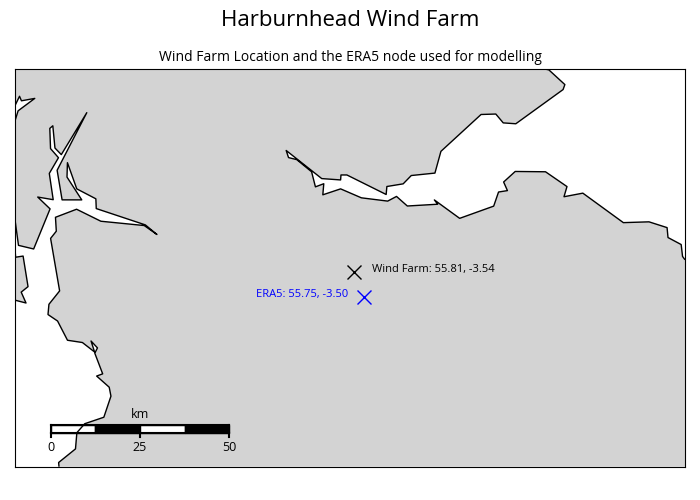 Harburnhead Wind Farm
Wind Farm Location and the ERA5 node used for modelling
Wind Farm: 55.81, -3.54
ERA5: 55.75, -3.50
km
0 25 50